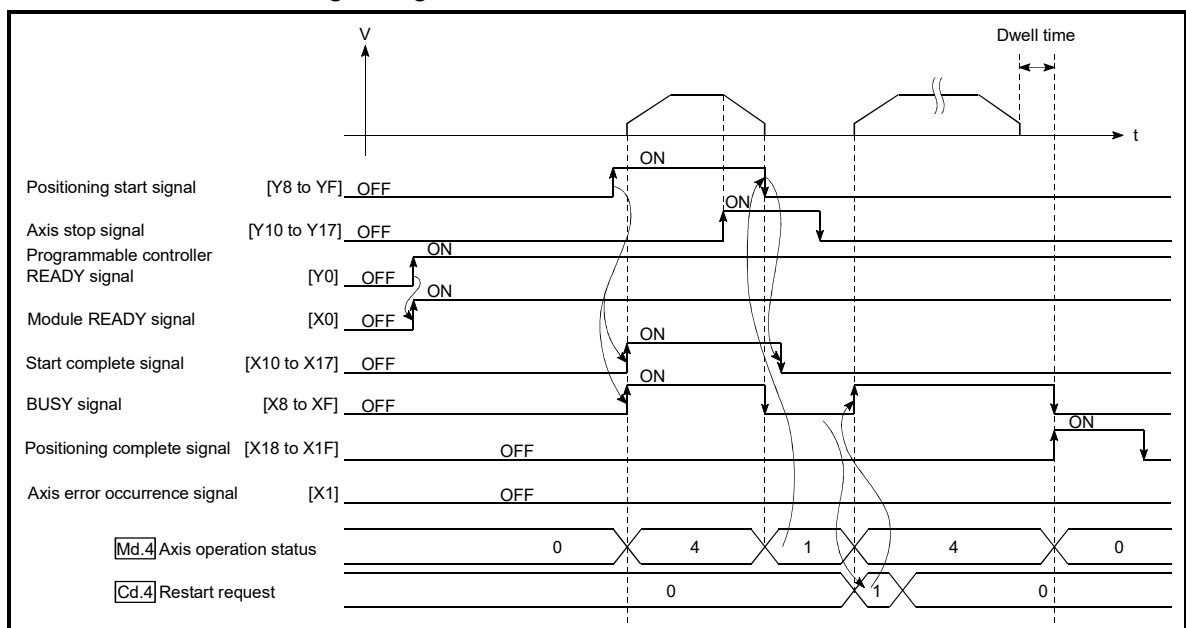 V
Dwell time
t
ON
Positioning start signal [Y8 to YF] OFF
ON
Axis stop signal [Y10 to Y17] OFF
Programmable controller
READY signal [Y0] OFF
ON
ON
Module READY signal [X0] OFF
ON
Start complete signal [X10 to X17] OFF
ON
BUSY signal [X8 to XF] OFF
ON
Positioning complete signal [X18 to X1F] OFF
Axis error occurrence signal [X1] OFF
Md.4 Axis operation status 0 4 1 4 0
Cd.4 Restart request 0 1 0